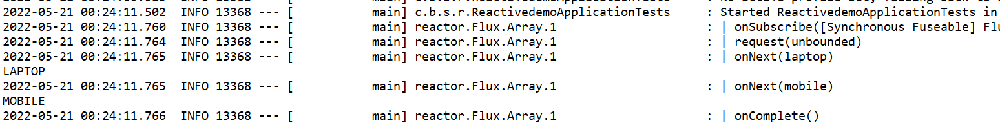 2022-05-21 00:24:11.502  INFO 13368 --- [           main] c.b.s.r.ReactivedemoApplicationTests     : Started ReactivedemoApplicationTests in
2022-05-21 00:24:11.760  INFO 13368 --- [           main] reactor.Flux.Array.1                     : | onSubscribe([Synchronous Fuseable]
2022-05-21 00:24:11.764  INFO 13368 --- [           main] reactor.Flux.Array.1                     : | request(unbounded)
2022-05-21 00:24:11.765  INFO 13368 --- [           main] reactor.Flux.Array.1                     : | onNext(laptop)
LAPTOP
2022-05-21 00:24:11.765  INFO 13368 --- [           main] reactor.Flux.Array.1                     : | onNext(mobile)
MOBILE
2022-05-21 00:24:11.766  INFO 13368 --- [           main] reactor.Flux.Array.1                     : | onComplete()